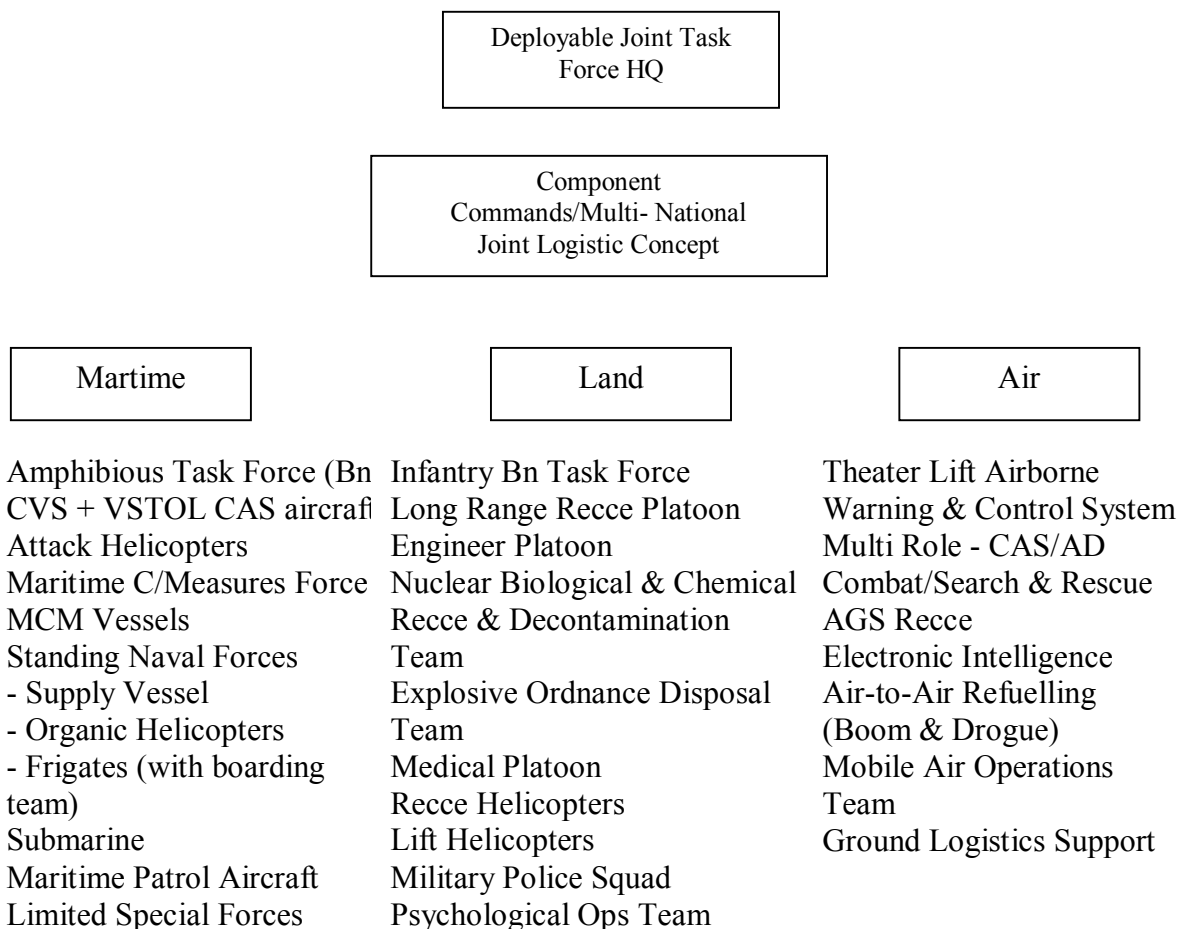 Deployable Joint Task
Force HQ
Component
Commands/Multi- National
Joint Logistic Concept
Martime
Amphibious Task Force (Bn
CVS + VSTOL CAS aircraft
Attack Helicopters
Maritime C/Measures Force
MCM Vessels
Standing Naval Forces
- Supply Vessel
- Organic Helicopters
- Frigates (with boarding
team)
Submarine
Maritime Patrol Aircraft
Limited Special Forces
Land
Infantry Bn Task Force
Long Range Recce Platoon
Engineer Platoon
Nuclear Biological & Chemical
Recce & Decontamination
Team
Explosive Ordnance Disposal
Team
Medical Platoon
Recce Helicopters
Lift Helicopters
Military Police Squad
Psychological Ops Team
Air
Theater Lift Airborne
Warning & Control System
Multi Role - CAS/AD
Combat/Search & Rescue
AGS Recce
Electronic Intelligence
Air-to-Air Refuelling
(Boom & Drogue)
Mobile Air Operations
Team
Ground Logistics Support